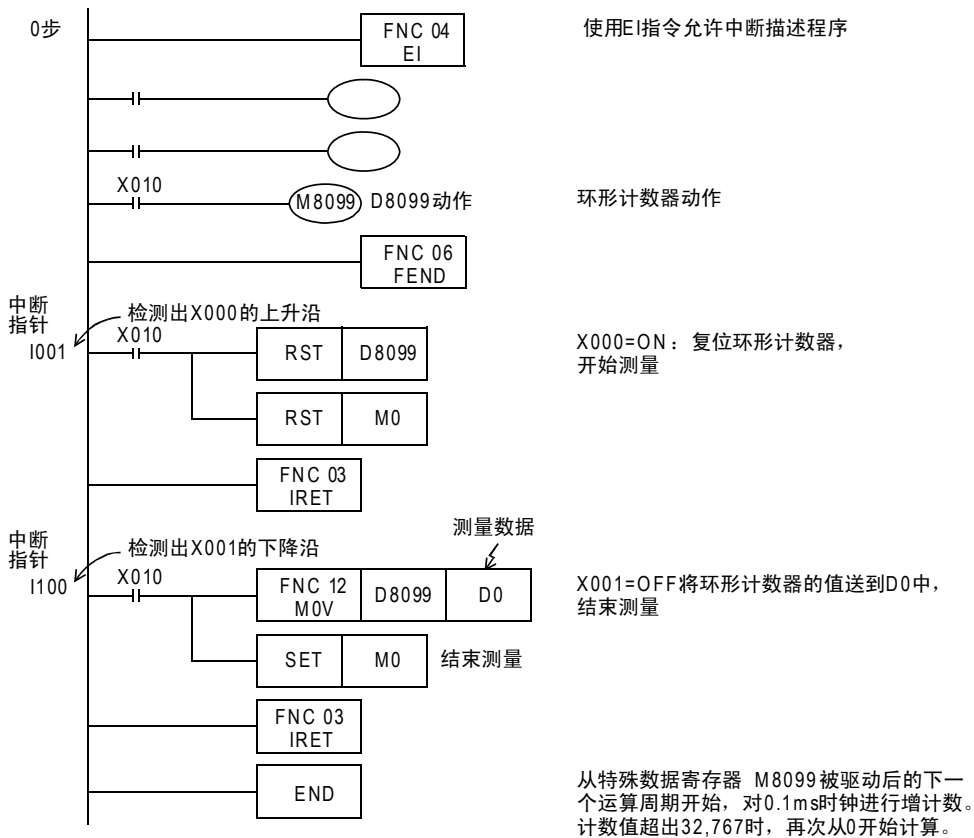 0步
FNC 04
EI
使用EI指令允许中断描述程序
X010
M8099
D8099动作
环形计数器动作
FNC 06
FEND
中断
指针
I001
检测出X000的上升沿
X010
RST D8099
X000=ON：复位环形计数器，
开始测量
RST M0
FNC 03
IRET
中断
指针
I100
检测出X001的下降沿
测量数据
X010
FNC 12
MOV
D8099
D0
X001=OFF将环形计数器的值送到D0中，
结束测量
SET M0
结束测量
FNC 03
IRET
END
从特殊数据寄存器 M8099被驱动后的下一
个运算周期开始，对0.1ms时钟进行增计数。
计数值超出32,767时，再次从0开始计算。